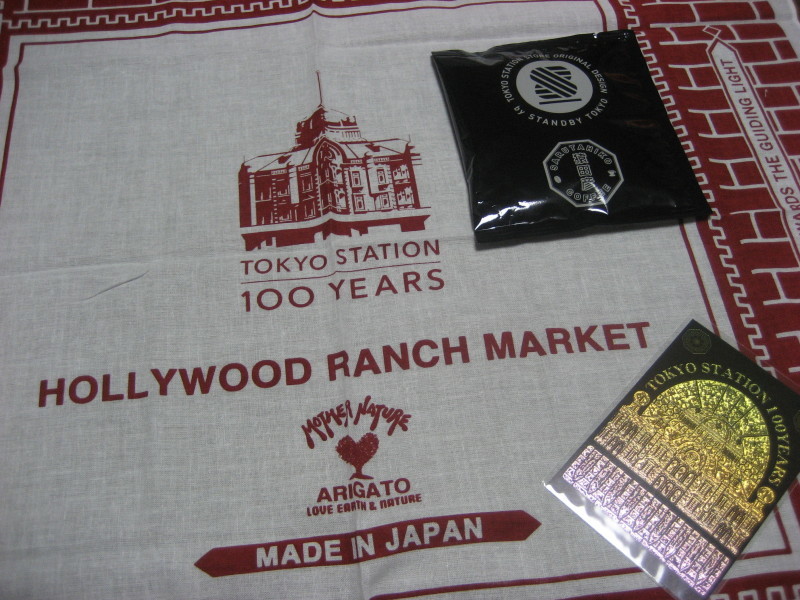 TOKYO STATION
100 YEARS
HOLLYWOOD RANCH MARKET
MOTHER NATURE
ARIGATO
LOVE EARTH & NATURE
MADE IN JAPAN
TOKYO STATION STORE ORIGINAL DESIGN
by STANDBY TOKYO
SARUTAHIKO
COFFEE
TOKYO STATION 100YEARS
TOWARDS THE GUIDING LIGHT